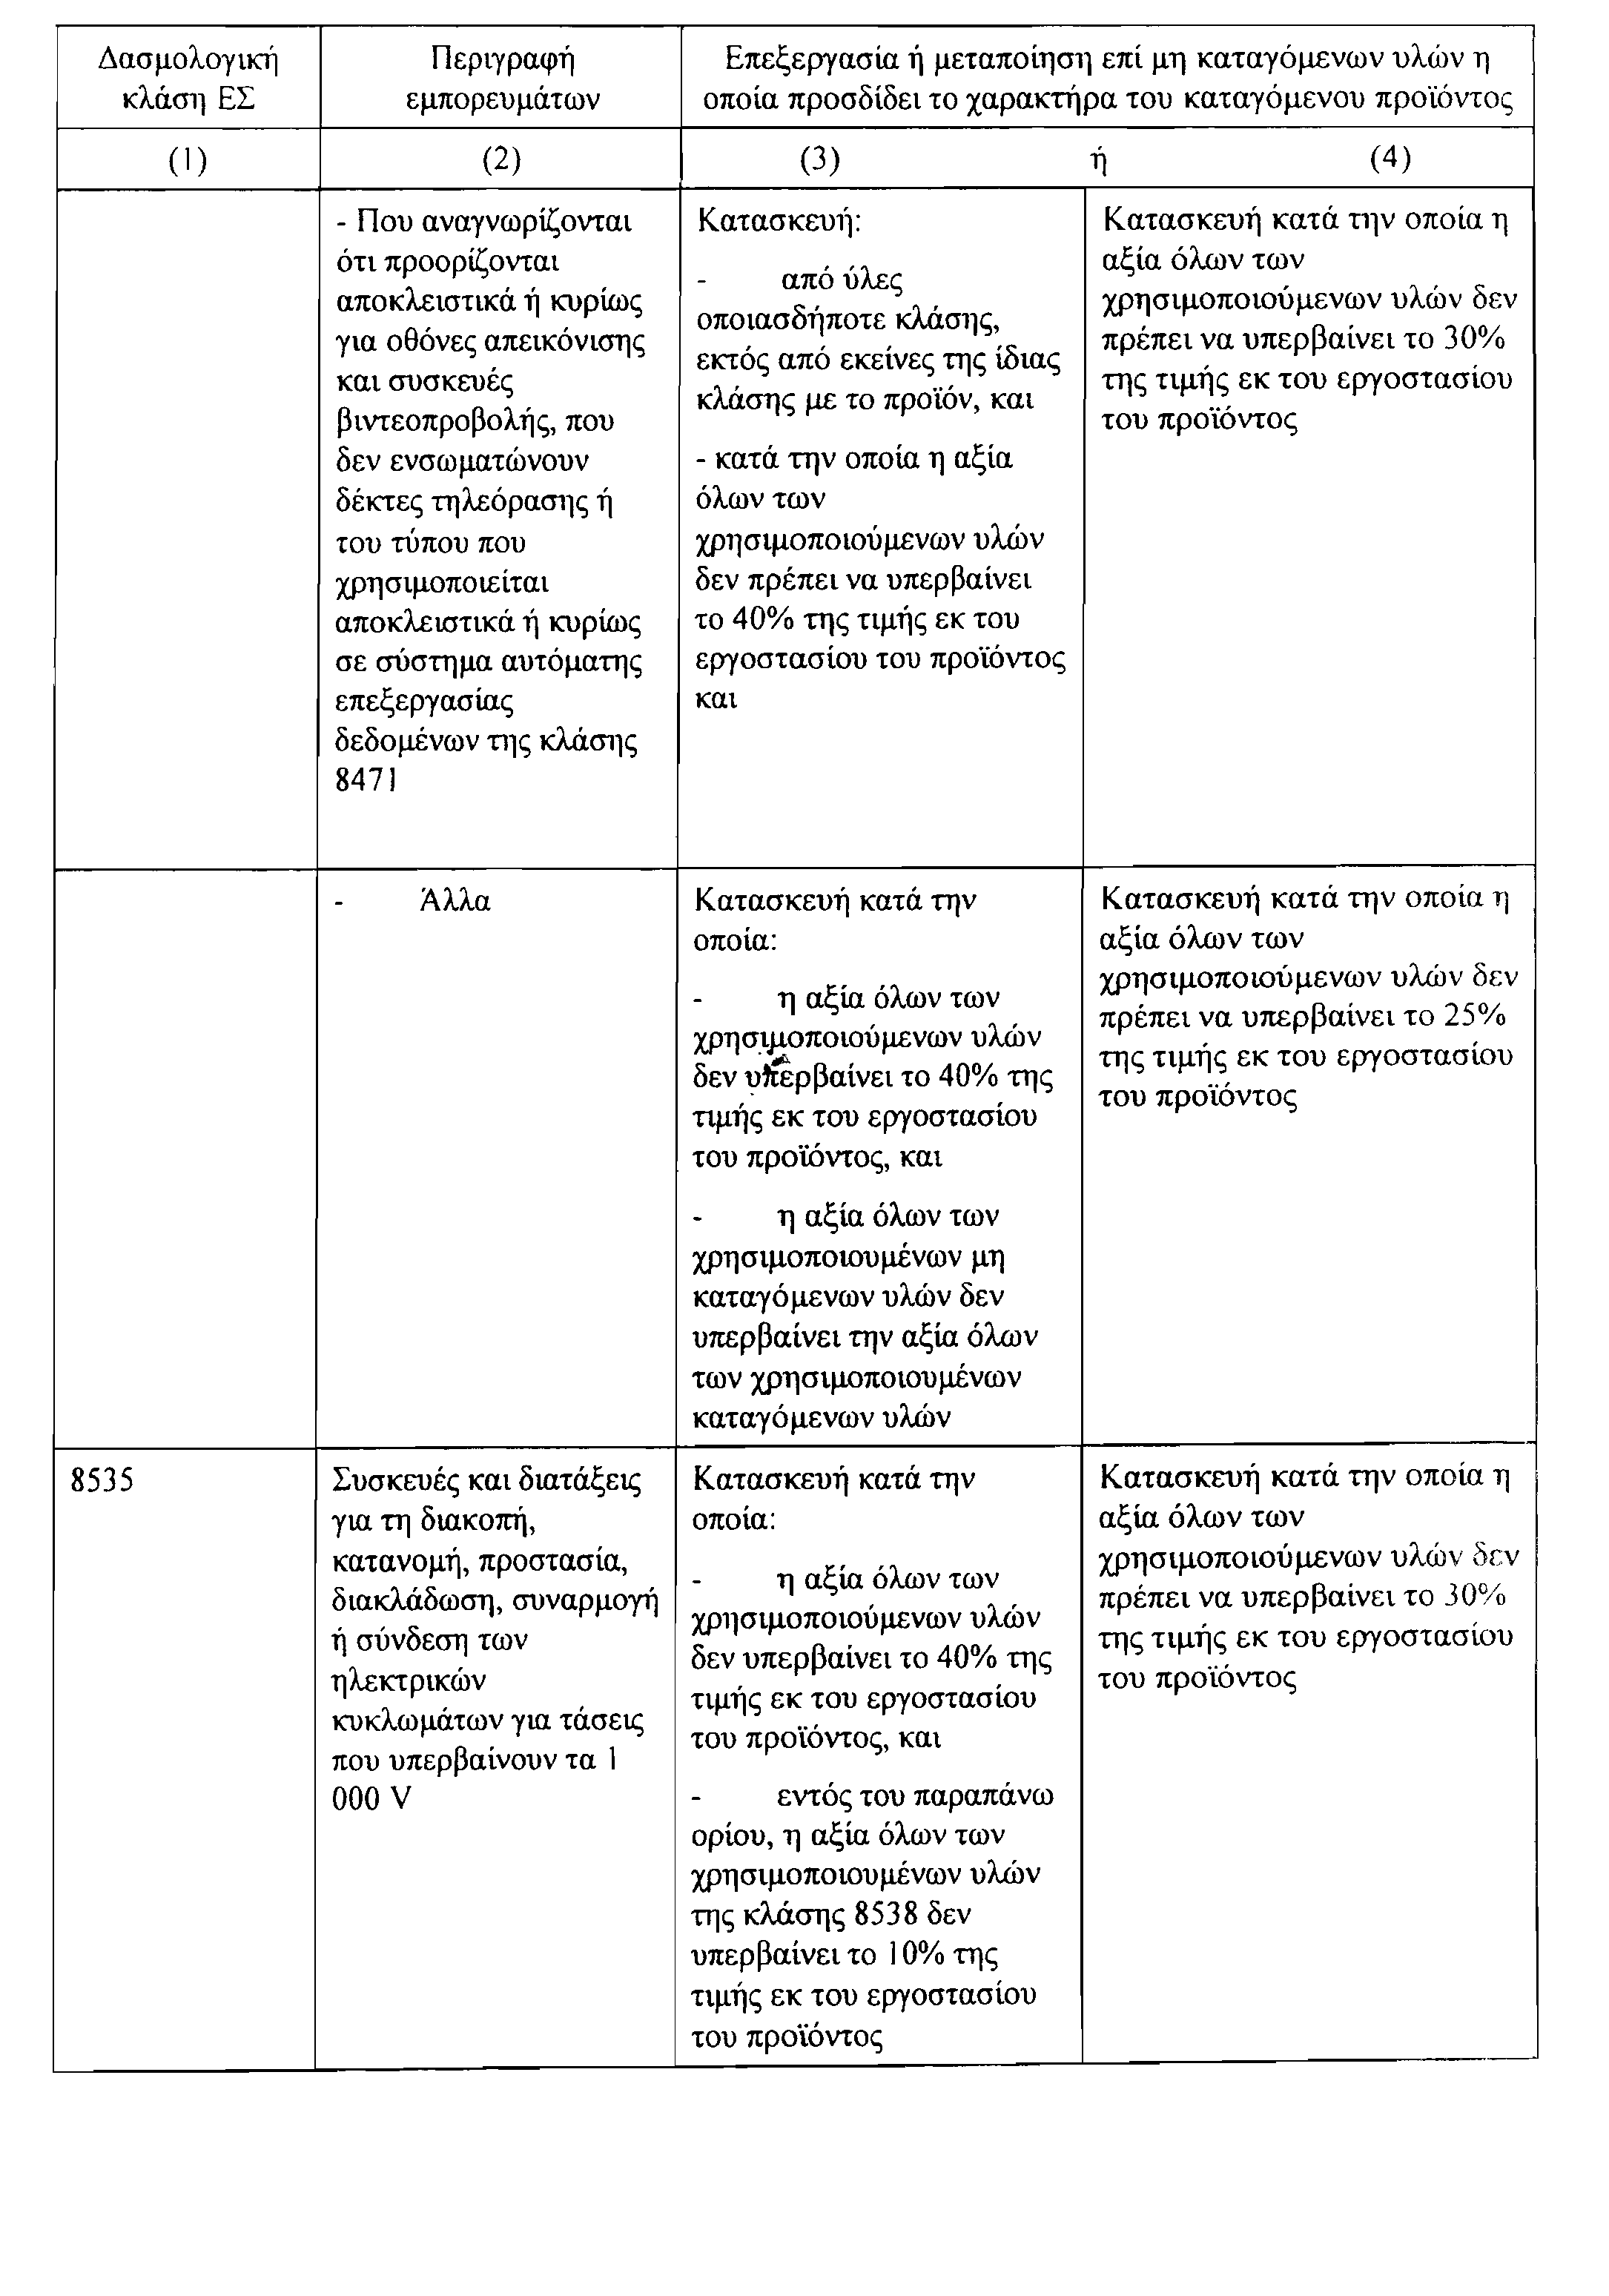 Δασμολογική
κλάση ΕΣ
Περιγραφή
εμπορευμάτων
Επεξεργασία ή μεταποίηση επί μη καταγόμενων υλών η
οποία προσδίδει το χαρακτήρα του καταγόμενου προϊόντος
(1)
(2)
(3) ή (4)
- Που αναγνωρίζονται
ότι προορίζονται
αποκλειστικά ή κυρίως
για οθόνες απεικόνισης
και συσκευές
βιντεοπροβολής, που
δεν ενσωματώνουν
δέκτες τηλεόρασης ή
του τύπου που
χρησιμοποιείται
αποκλειστικά ή κυρίως
σε σύστημα αυτόματης
επεξεργασίας
δεδομένων της κλάσης
8471
Κατασκευή:
- από ύλες
οποιασδήποτε κλάσης,
εκτός από εκείνες της ίδιας
κλάσης με το προϊόν, και
- κατά την οποία η αξία
όλων των
χρησιμοποιούμενων υλών
δεν πρέπει να υπερβαίνει
το 40% της τιμής εκ του
εργοστασίου του προϊόντος
και
Κατασκευή κατά την οποία η
αξία όλων των
χρησιμοποιούμενων υλών δεν
πρέπει να υπερβαίνει το 30%
της τιμής εκ του εργοστασίου
του προϊόντος
- Άλλα
Κατασκευή κατά την
οποία:
- η αξία όλων των
χρησιμοποιούμενων υλών
δεν υπερβαίνει το 40% της
τιμής εκ του εργοστασίου
του προϊόντος, και
- η αξία όλων των
χρησιμοποιουμένων μη
καταγόμενων υλών δεν
υπερβαίνει την αξία όλων
των χρησιμοποιουμένων
καταγόμενων υλών
Κατασκευή κατά την οποία η
αξία όλων των
χρησιμοποιούμενων υλών δεν
πρέπει να υπερβαίνει το 25%
της τιμής εκ του εργοστασίου
του προϊόντος
8535
Συσκευές και διατάξεις
για τη διακοπή,
κατανομή, προστασία,
διακλάδωση, συναρμογή
ή σύνδεση των
ηλεκτρικών
κυκλωμάτων για τάσεις
που υπερβαίνουν τα 1
000 V
Κατασκευή κατά την
οποία:
- η αξία όλων των
χρησιμοποιούμενων υλών
δεν υπερβαίνει το 40% της
τιμής εκ του εργοστασίου
του προϊόντος, και
- εντός του παραπάνω
ορίου, η αξία όλων των
χρησιμοποιουμένων υλών
της κλάσης 8538 δεν
υπερβαίνει το 10% της
τιμής εκ του εργοστασίου
του προϊόντος
Κατασκευή κατά την οποία η
αξία όλων των
χρησιμοποιούμενων υλών δεν
πρέπει να υπερβαίνει το 30%
της τιμής εκ του εργοστασίου
του προϊόντος